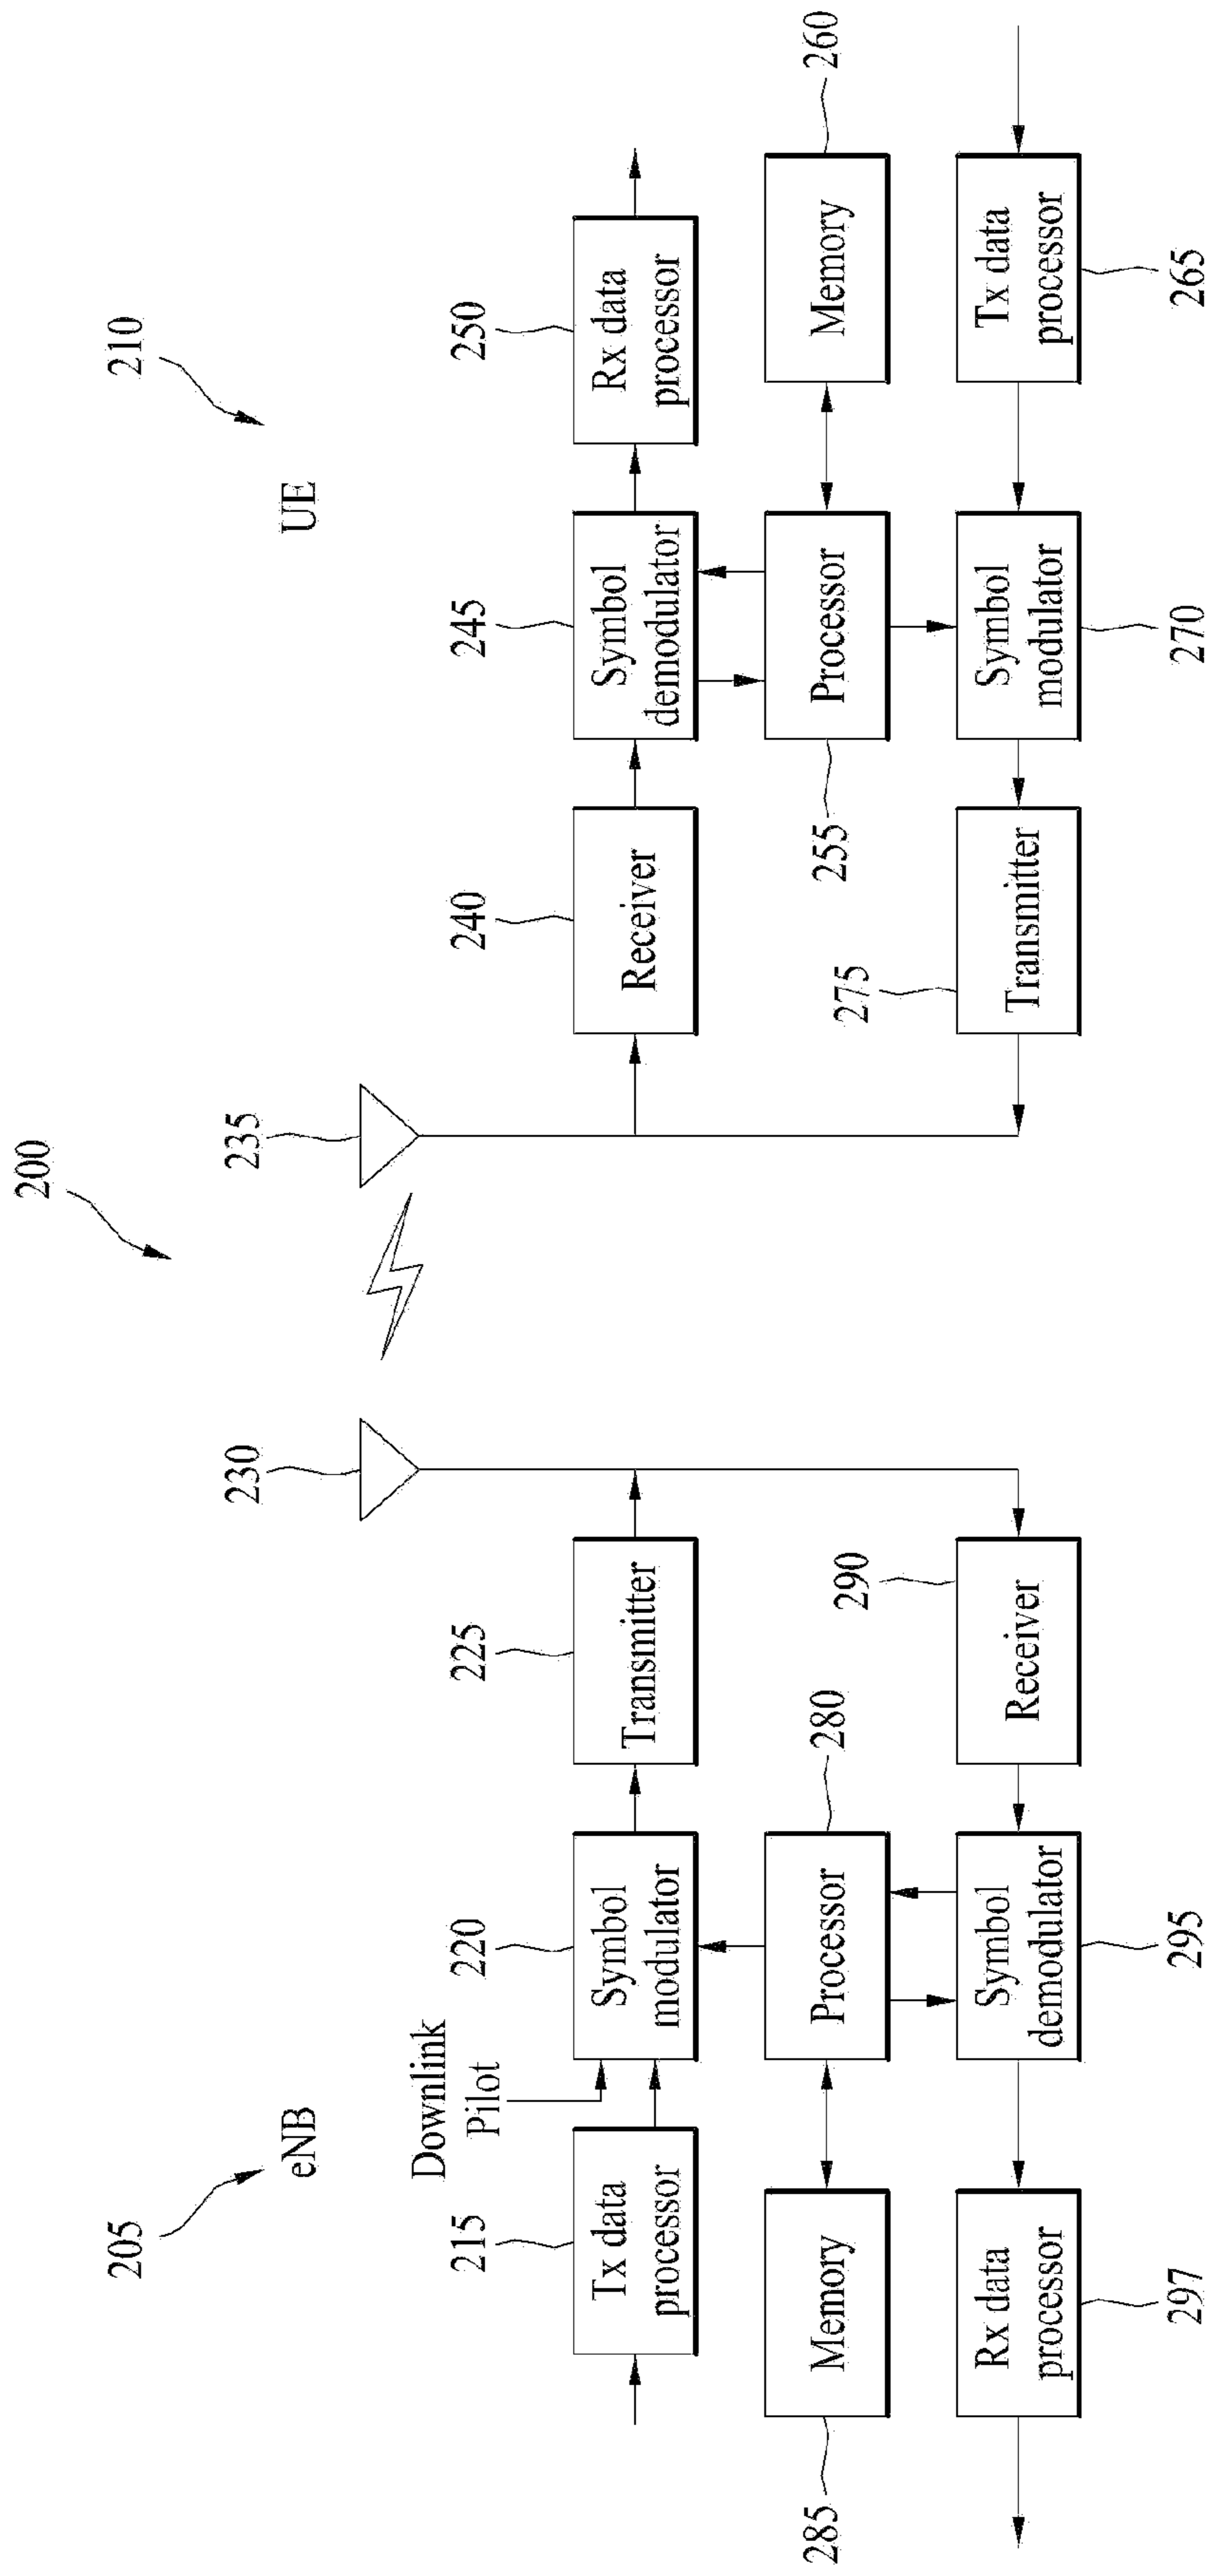 200
205
eNB
210
UE
Downlink
Pilot
215
Tx data
processor
220
Symbol
modulator
225
Transmitter
230
235
240
Receiver
245
Symbol
demodulator
250
Rx data
processor
285
Memory
280
Processor
255
Processor
260
Memory
297
Rx data
processor
295
Symbol
demodulator
290
Receiver
275
Transmitter
270
Symbol
modulator
265
Tx data
processor